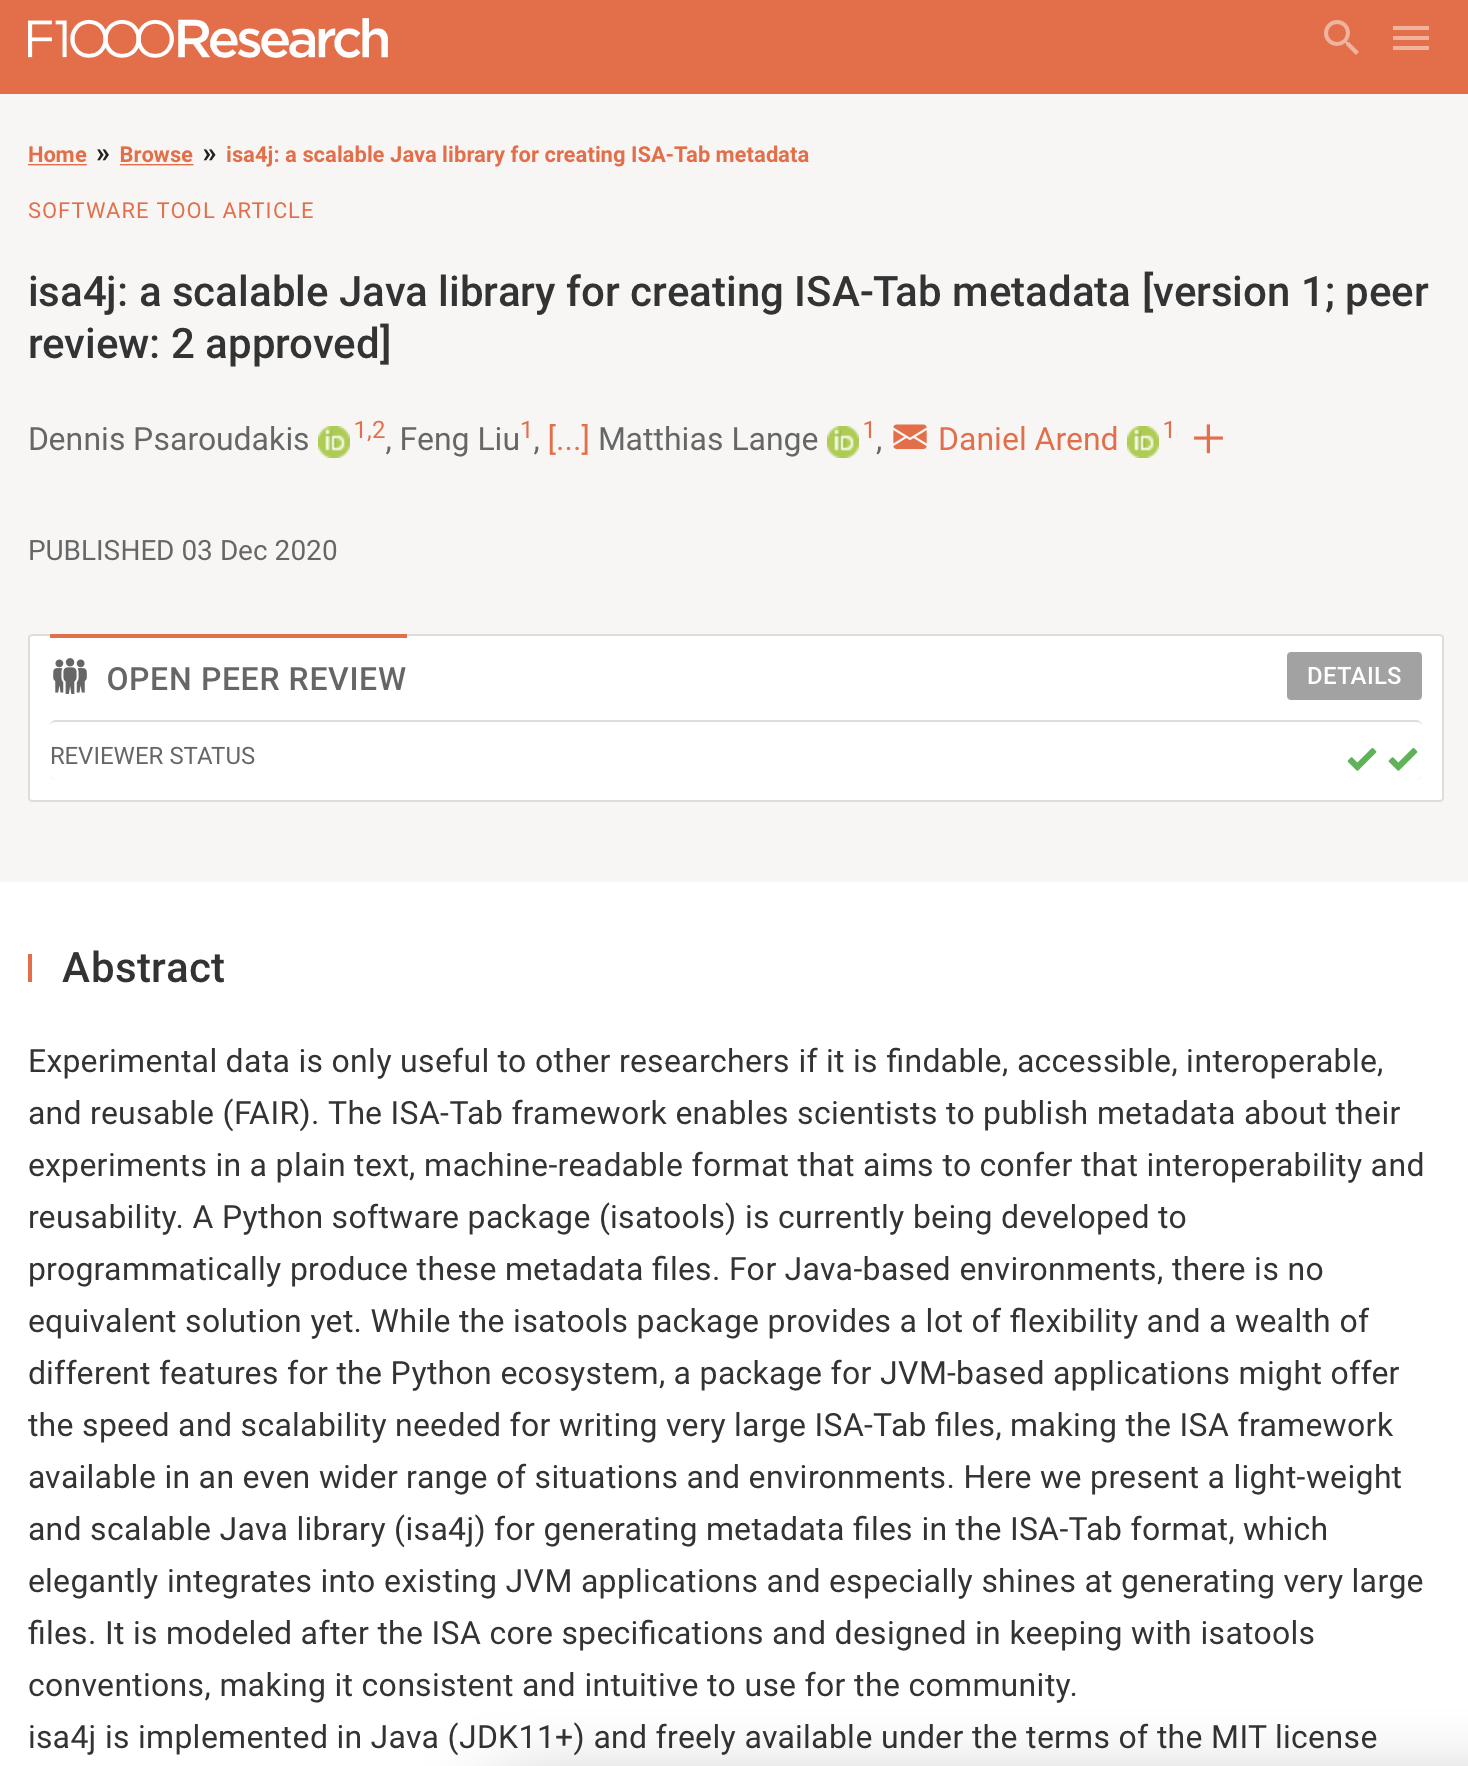 F1000Research
Home » Browse » isa4j: a scalable Java library for creating ISA-Tab metadata
SOFTWARE TOOL ARTICLE
isa4j: a scalable Java library for creating ISA-Tab metadata [version 1; peer
review: 2 approved]
Dennis Psaroudakis iD 1,2, Feng Liu1, [...] Matthias Lange iD 1, Daniel Arend iD 1 +
PUBLISHED 03 Dec 2020
OPEN PEER REVIEW
DETAILS
REVIEWER STATUS
Abstract
Experimental data is only useful to other researchers if it is findable, accessible, interoperable,
and reusable (FAIR). The ISA-Tab framework enables scientists to publish metadata about their
experiments in a plain text, machine-readable format that aims to confer that interoperability and
reusability. A Python software package (isatools) is currently being developed to
programmatically produce these metadata files. For Java-based environments, there is no
equivalent solution yet. While the isatools package provides a lot of flexibility and a wealth of
different features for the Python ecosystem, a package for JVM-based applications might offer
the speed and scalability needed for writing very large ISA-Tab files, making the ISA framework
available in an even wider range of situations and environments. Here we present a light-weight
and scalable Java library (isa4j) for generating metadata files in the ISA-Tab format, which
elegantly integrates into existing JVM applications and especially shines at generating very large
files. It is modeled after the ISA core specifications and designed in keeping with isatools
conventions, making it consistent and intuitive to use for the community.
isa4j is implemented in Java (JDK11+) and freely available under the terms of the MIT license